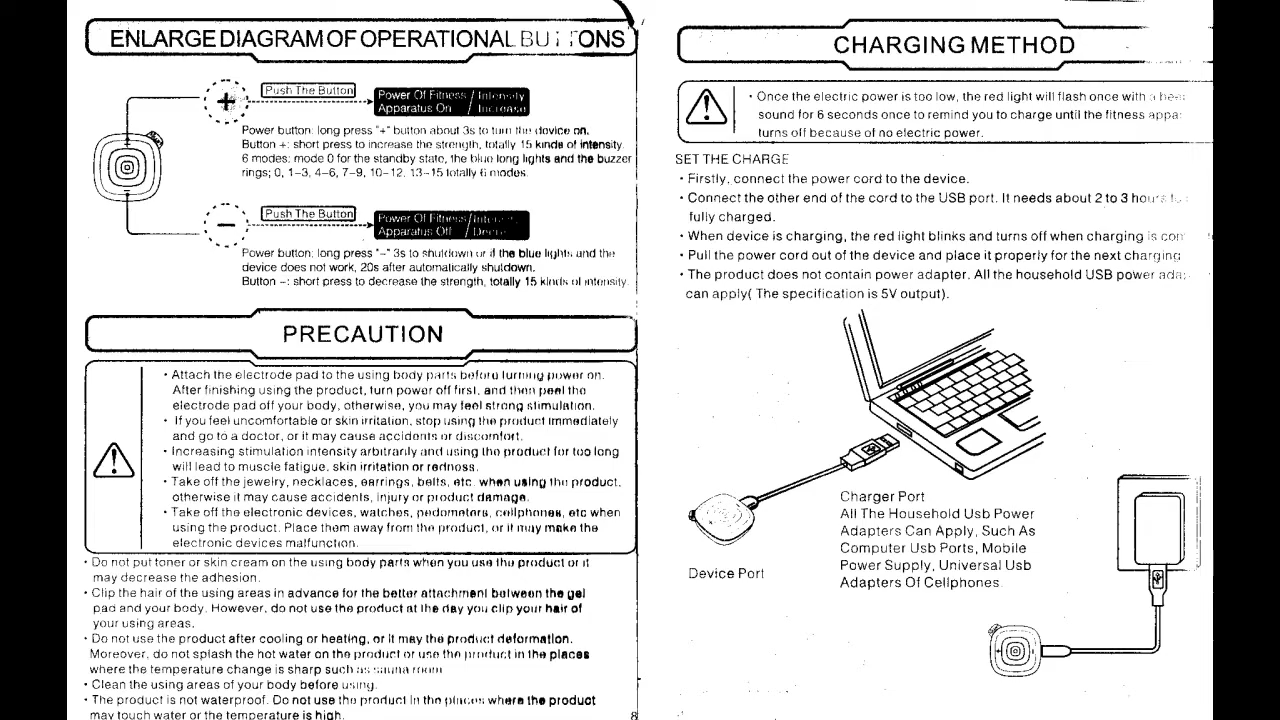 ENLARGE DIAGRAM OF OPERATIONAL BUTTONS
Push The Button
Power Of Fitness / Intensity
Apparatus On / Increase
Power button: long press "+" button about 3s to turn the device on.
Button +: short press to increase the strength, totally 15 kinds of intensity.
6 modes: mode 0 for the standby state, the blue long lights and the buzzer
rings; 0, 1-3, 4-6, 7-9, 10-12, 13-15 totally 6 modes.
Push The Button
Power Of Fitness / Intensity
Apparatus Off /
Power button: long press "-" 3s to shutdown or if the blue lights and the
device does not work, 20s after automatically shutdown.
Button -: short press to decrease the strength, totally 15 kinds of intensity.
PRECAUTION
• Attach the electrode pad to the using body parts before turning power on.
After finishing using the product, turn power off first, and then peel the
electrode pad off your body, otherwise, you may feel strong stimulation.
• If you feel uncomfortable or skin irritation, stop using the product immediately
and go to a doctor, or it may cause accidents or discomfort.
• Increasing stimulation intensity arbitrarily and using the product for too long
will lead to muscle fatigue, skin irritation or redness.
• Take off the jewelry, necklaces, earrings, belts, etc. when using the product,
otherwise it may cause accidents, injury or product damage.
• Take off the electronic devices, watches, pedometers, cellphones, etc when
using the product. Place them away from the product, or it may make the
electronic devices malfunction.
• Do not put toner or skin cream on the using body parts when you use the product or it
may decrease the adhesion.
• Clip the hair of the using areas in advance for the better attachment between the gel
pad and your body. However, do not use the product at the day you clip your hair of
your using areas.
• Do not use the product after cooling or heating, or it may the product deformation.
Moreover, do not splash the hot water on the product or use the product in the places
where the temperature change is sharp such as sauna room.
• Clean the using areas of your body before using.
• The product is not waterproof. Do not use the product in the places where the product
may touch water or the temperature is high.
8
CHARGING METHOD
• Once the electric power is too low, the red light will flash once with a
sound for 6 seconds once to remind you to charge until the fitness
turns off because of no electric power.
SET THE CHARGE
• Firstly, connect the power cord to the device.
• Connect the other end of the cord to the USB port. It needs about 2 to 3 hours
fully charged.
• When device is charging, the red light blinks and turns off when charging is
• Pull the power cord out of the device and place it properly for the next charging
• The product does not contain power adapter. All the household USB power
can apply( The specification is 5V output).
Charger Port
All The Household Usb Power
Adapters Can Apply, Such As
Computer Usb Ports, Mobile
Power Supply, Universal Usb
Adapters Of Cellphones.
Device Port